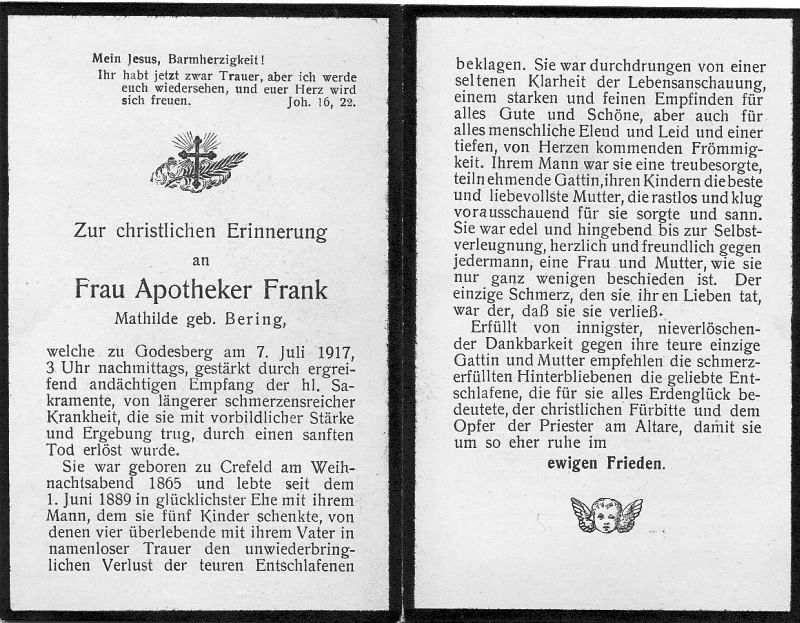 Mein Jesus, Barmherzigkeit!
Ihr habt jetzt zwar Trauer, aber ich werde
euch wiedersehen, und euer Herz wird
sich freuen. Joh. 16, 22.
Zur christlichen Erinnerung
an
Frau Apotheker Frank
Mathilde geb. Bering,
welche zu Godesberg am 7. Juli 1917,
3 Uhr nachmittags, gestärkt durch ergrei-
fend andächtigen Empfang der hl. Sa-
kramente, von längerer schmerzensreicher
Krankheit, die sie mit vorbildlicher Stärke
und Ergebung trug, durch einen sanften
Tod erlöst wurde.
Sie war geboren zu Crefeld am Weih-
nachtsabend 1865 und lebte seit dem
1. Juni 1889 in glücklichster Ehe mit ihrem
Mann, dem sie fünf Kinder schenkte, von
denen vier überlebende mit ihrem Vater in
namenloser Trauer den unwiederbring-
lichen Verlust der teuren Entschlafenen
beklagen. Sie war durchdrungen von einer
seltenen Klarheit der Lebensanschauung,
einem starken und feinen Empfinden für
alles Gute und Schöne, aber auch für
alles menschliche Elend und Leid und einer
tiefen, von Herzen kommenden Frömmig-
keit. Ihrem Mann war sie eine treubesorgte,
teilnehmende Gattin, ihren Kindern die beste
und liebevollste Mutter, die rastlos und klug
vorausschauend für sie sorgte und sann.
Sie war edel und hingebend bis zur Selbst-
verleugnung, herzlich und freundlich gegen
jedermann, eine Frau und Mutter, wie sie
nur ganz wenigen beschieden ist. Der
einzige Schmerz, den sie ihren Lieben tat,
war der, daß sie sie verließ.
Erfüllt von innigster, nieverlöschen-
der Dankbarkeit gegen ihre teure einzige
Gattin und Mutter empfehlen die schmerz-
erfüllten Hinterbliebenen die geliebte Ent-
schlafene, die für sie alles Erdenglück be-
deutete, der christlichen Fürbitte und dem
Opfer der Priester am Altare, damit sie
um so eher ruhe im
ewigen Frieden.